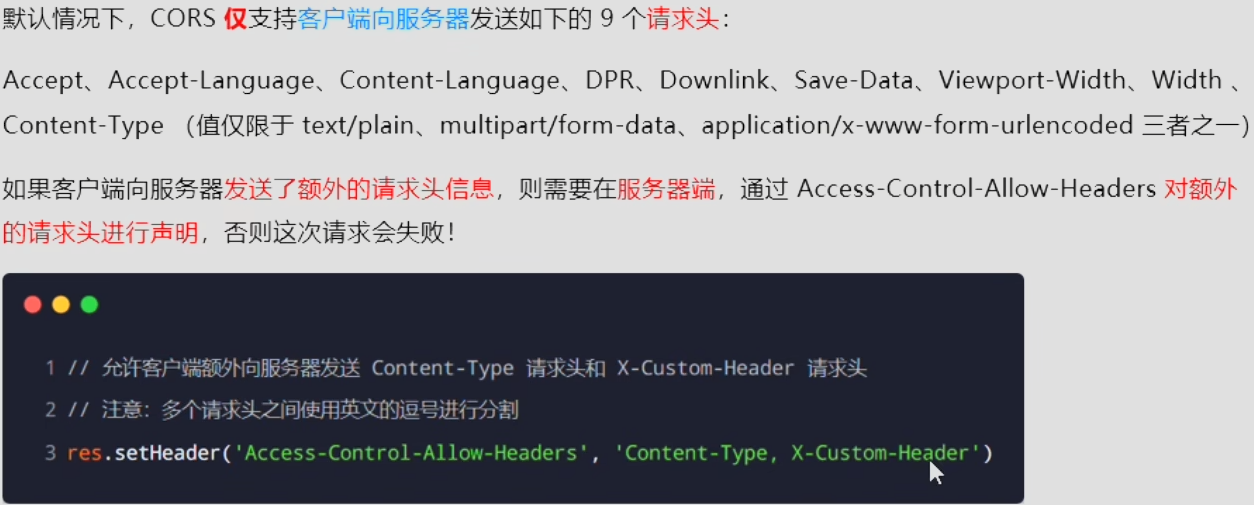 默认情况下，CORS 仅支持客户端向服务器发送如下的 9 个请求头：
Accept、Accept-Language、Content-Language、DPR、Downlink、Save-Data、Viewport-Width、Width 、
Content-Type （值仅限于 text/plain、multipart/form-data、application/x-www-form-urlencoded 三者之一）
如果客户端向服务器发送了额外的请求头信息，则需要在服务器端，通过 Access-Control-Allow-Headers 对额外
的请求头进行声明，否则这次请求会失败！
1 // 允许客户端额外向服务器发送 Content-Type 请求头和 X-Custom-Header 请求头
2 // 注意：多个请求头之间使用英文的逗号进行分割
3 res.setHeader('Access-Control-Allow-Headers', 'Content-Type, X-Custom-Header')